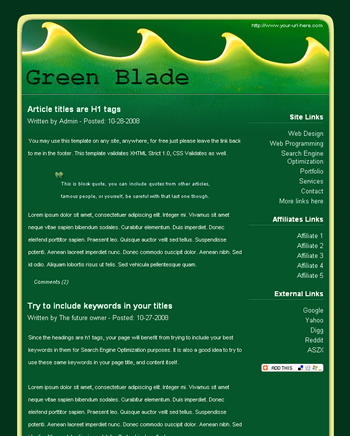 http://www.your-url-here.com
Green Blade
Article titles are H1 tags
Written by Admin - Posted: 10-28-2008
You may use this template on any site, anywhere, for free just please leave the link back
to me in the footer. This template validates XHTML Strict 1.0, CSS Validates as well.
This is block quote, you can include quotes from other articles,
famous people, or yourself, be careful with that last one though.
Lorem ipsum dolor sit amet, consectetuer adipiscing elit. Integer mi. Vivamus sit amet
neque vitae sapien bibendum sodales. Curabitur elementum. Duis imperdiet. Donec
eleifend porttitor sapien. Praesent leo. Quisque auctor velit sed tellus. Suspendisse
potenti. Aenean laoreet imperdiet nunc. Donec commodo suscipit dolor. Aenean nibh. Sed
id odio. Aliquam lobortis risus ut felis. Sed vehicula pellentesque quam.
Comments (2)
Try to include keywords in your titles
Written by The future owner - Posted: 10-27-2008
Since the headings are h1 tags, your page will benefit from trying to include your best
keywords in them for Search Engine Optimization purposes. It is also a good idea to try to
use these same keywords in your page title, and content itself.
Lorem ipsum dolor sit amet, consectetuer adipiscing elit. Integer mi. Vivamus sit amet
neque vitae sapien bibendum sodales. Curabitur elementum. Duis imperdiet. Donec
eleifend porttitor sapien. Praesent leo. Quisque auctor velit sed tellus. Suspendisse
potenti. Aenean laoreet imperdiet nunc. Donec commodo suscipit dolor. Aenean nibh. Sed
Site Links
Web Design
Web Programming
Search Engine
Optimization
Portfolio
Services
Contact
More links here
Affiliates Links
Affiliate 1
Affiliate 2
Affiliate 3
Affiliate 4
Affiliate 5
External Links
Google
Yahoo
Digg
Reddit
ASZX
ADD THIS